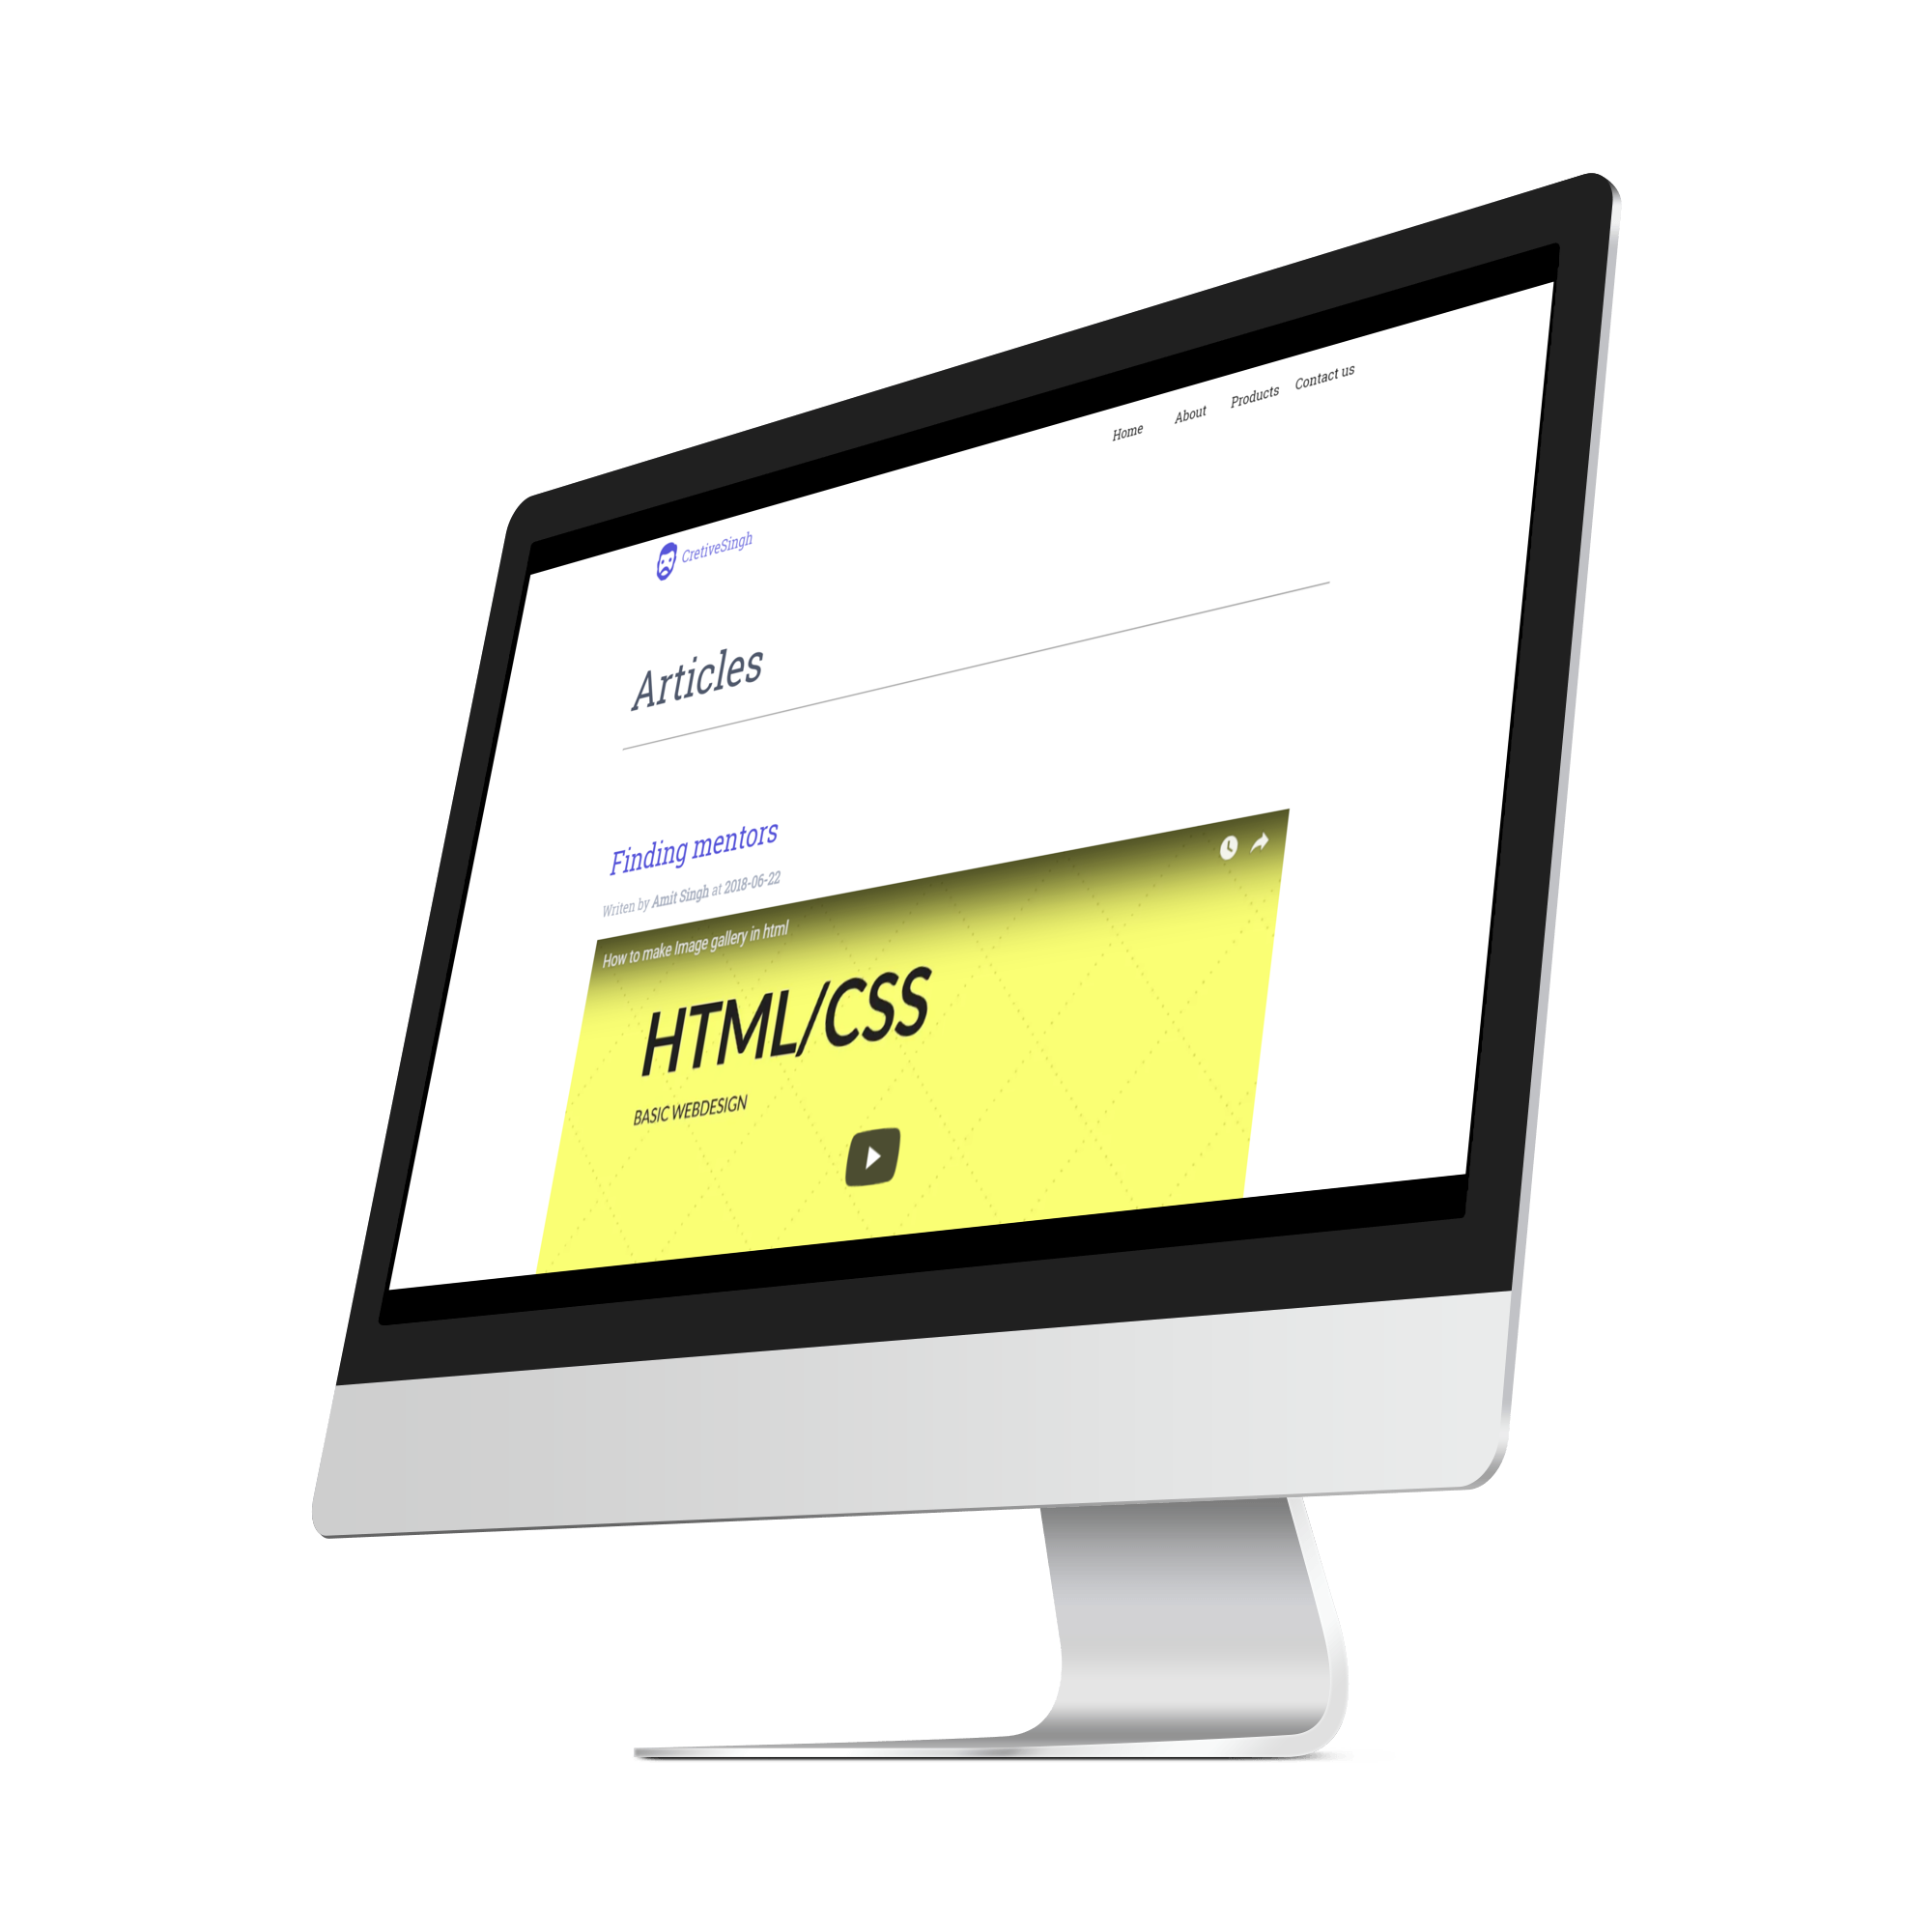 Home About Products Contact us
CretiveSingh
Articles
Finding mentors
Writen by Amit Singh at 2018-06-22
How to make Image gallery in html
HTML/CSS
BASIC WEBDESIGN